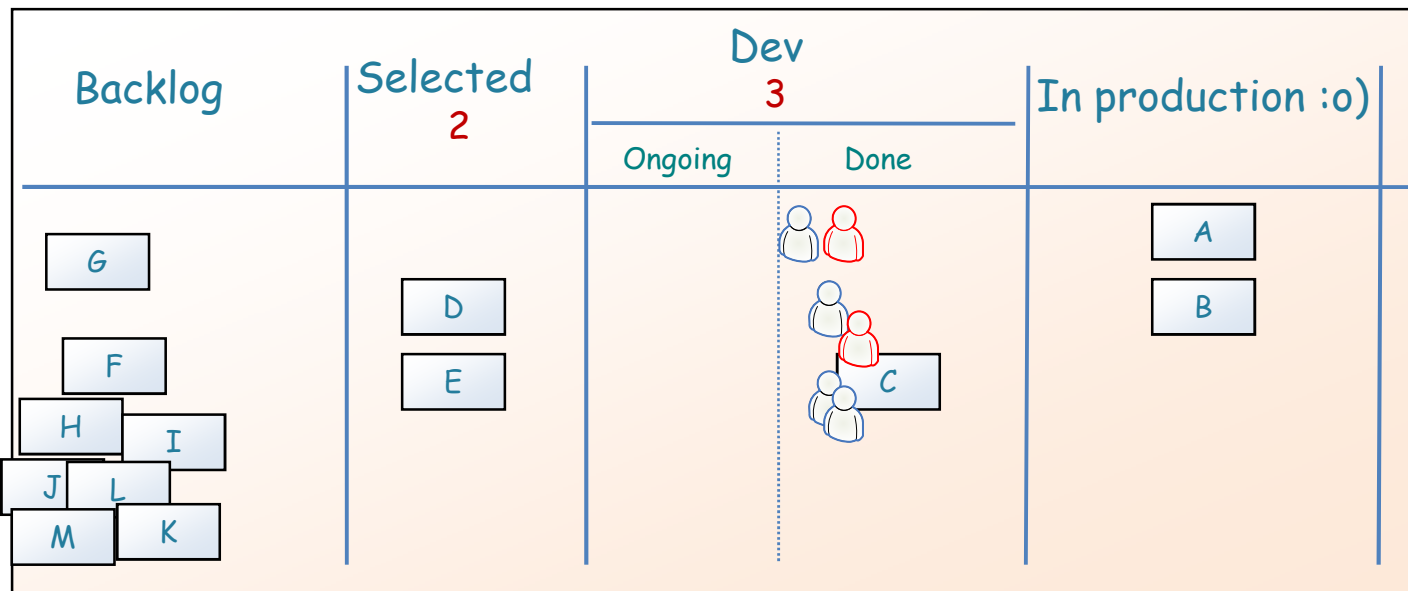 Backlog
Selected
2
Dev
3
Ongoing
Done
In production :o)
G
F
H
I
J
L
M
K
D
E
C
A
B